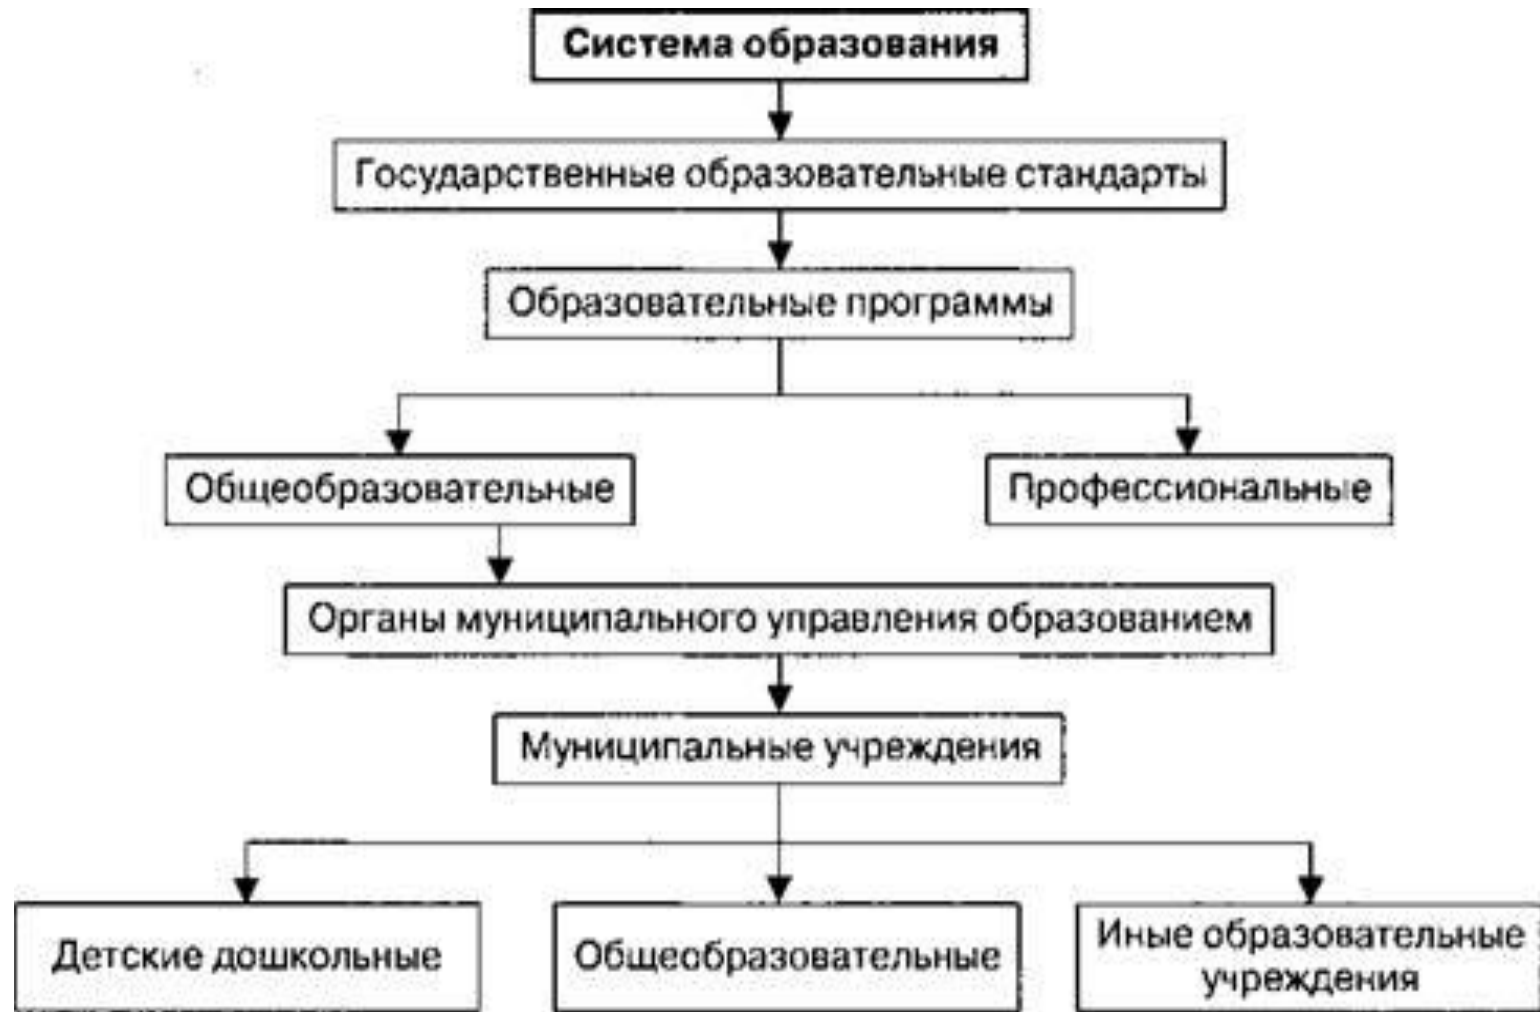 Система образования
Государственные образовательные стандарты
Образовательные программы
Общеобразовательные
Профессиональные
Органы муниципального управления образованием
Муниципальные учреждения
Детские дошкольные
Общеобразовательные
Иные образовательные
учреждения